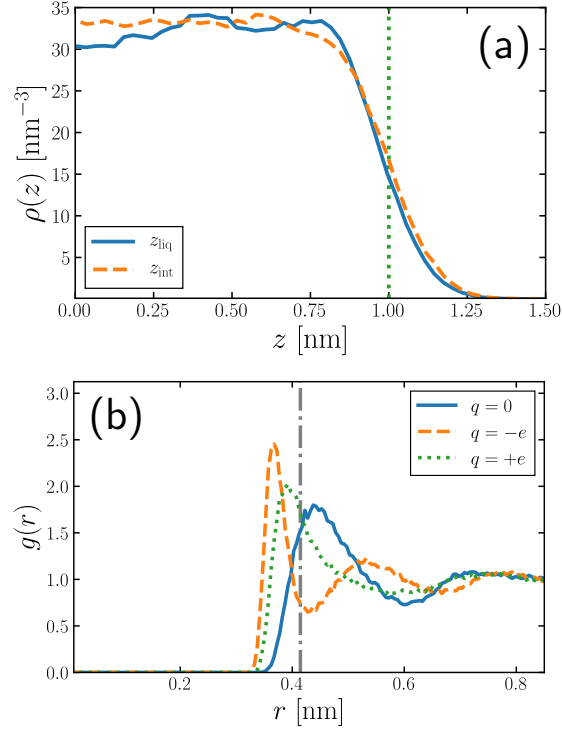 (a)
ρ(z) [nm⁻³]
35
30
25
20
15
10
5
z_liq
z_int
0.00 0.25 0.50 0.75 1.00 1.25 1.50
z [nm]
(b)
g(r)
3.0
2.5
2.0
1.5
1.0
0.5
0.0
q = 0
q = −e
q = +e
0.2 0.4 0.6 0.8
r [nm]